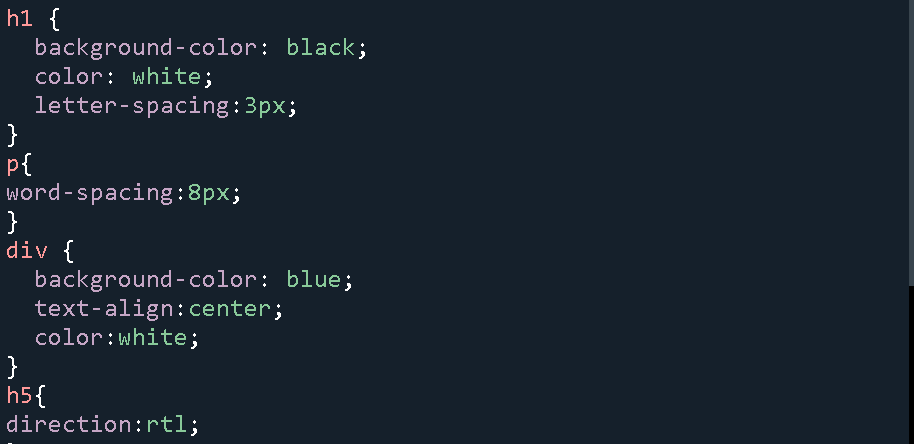 h1 {
  background-color: black;
  color: white;
  letter-spacing:3px;
}
p{
word-spacing:8px;
}
div {
  background-color: blue;
  text-align:center;
  color:white;
}
h5{
direction:rtl;